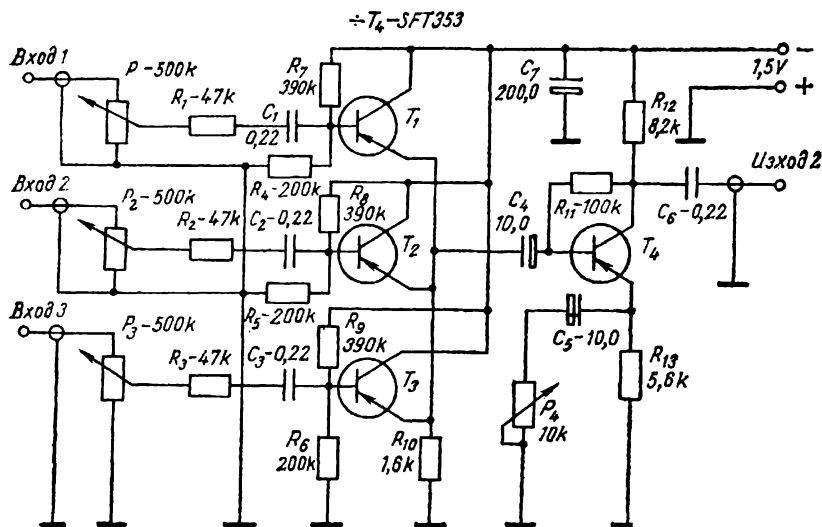 ÷T₄-SFT353
Вход 1
P-500k
R₁-47k
C₁
0,22
R₇
390k
T₁
R₄-200k
C₇
200,0
-
1,5V
+
R₁₂
8,2k
Вход 2
P₂-500k
R₂-47k
C₂-0,22
R₈
390k
T₂
R₅-200k
C₄
10,0
R₁₁-100k
C₆-0,22
Изход 2
T₄
Вход 3
P₃-500k
R₃-47k
C₃-0,22
R₉
390k
T₃
R₆
200k
R₁₀
1,6k
C₅-10,0
P₄
10k
R₁₃
5,6k